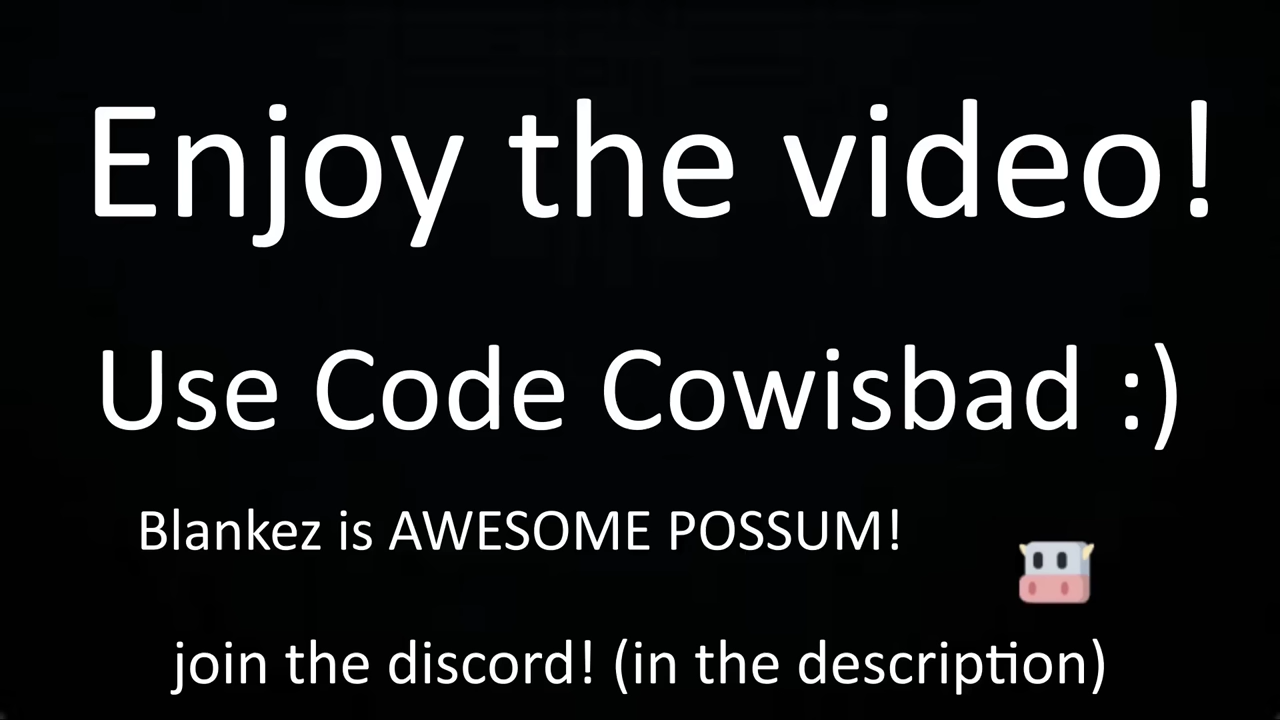 Enjoy the video!
Use Code Cowisbad :)
Blankez is AWESOME POSSUM!
join the discord! (in the description)